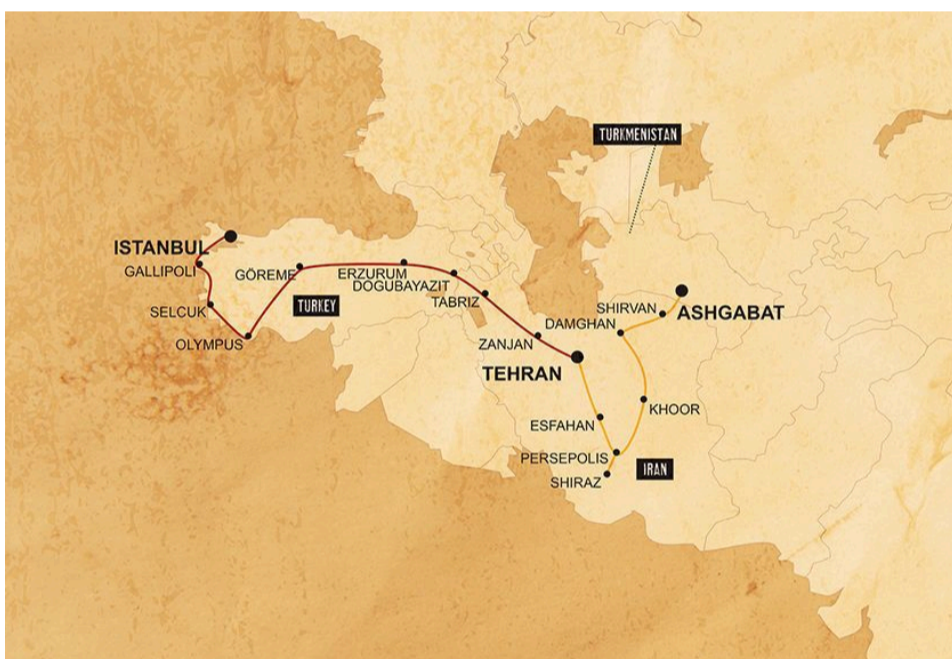 TURKMENISTAN
ISTANBUL
GALLIPOLI
GÖREME
ERZURUM
DOGUBAYAZIT
TABRIZ
TURKEY
SELCUK
OLYMPUS
ZANJAN
TEHRAN
SHIRVAN
ASHGABAT
DAMGHAN
KHOOR
ESFAHAN
PERSEPOLIS
IRAN
SHIRAZ